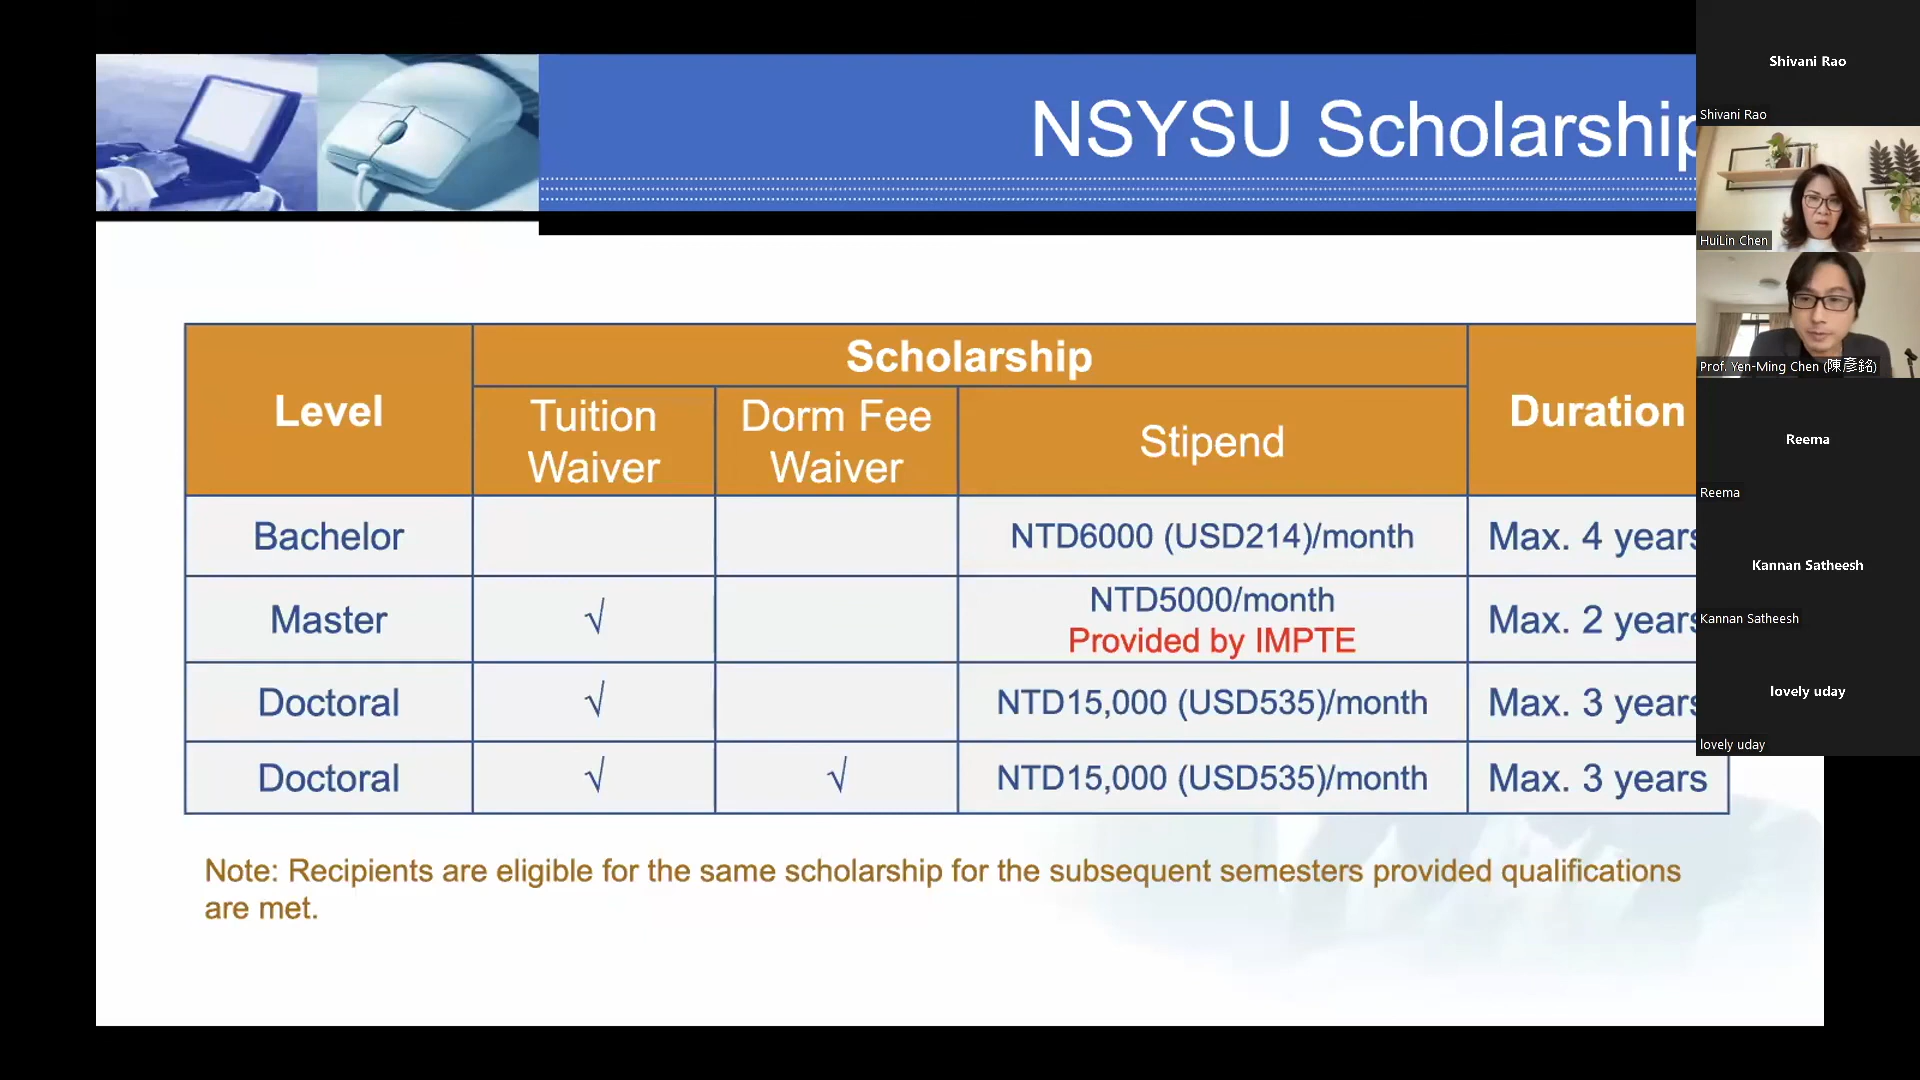 NSYSU Scholarship
Level
Scholarship
Duration
Tuition
Waiver
Dorm Fee
Waiver
Stipend
Bachelor
NTD6000 (USD214)/month
Max. 4 years
Master
√
NTD5000/month
Provided by IMPTE
Max. 2 years
Doctoral
√
NTD15,000 (USD535)/month
Max. 3 years
Doctoral
√
√
NTD15,000 (USD535)/month
Max. 3 years
Note: Recipients are eligible for the same scholarship for the subsequent semesters provided qualifications
are met.
Shivani Rao
Shivani Rao
HuiLin Chen
Prof. Yen-Ming Chen (陳彥銘)
Reema
Reema
Kannan Satheesh
Kannan Satheesh
lovely uday
lovely uday